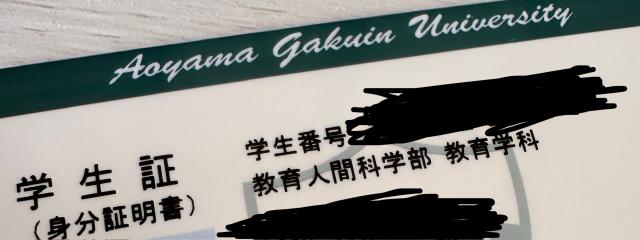 Aoyama Gakuin University
学生番号
教育人間科学部 教育学科
学生証
（身分証明書）